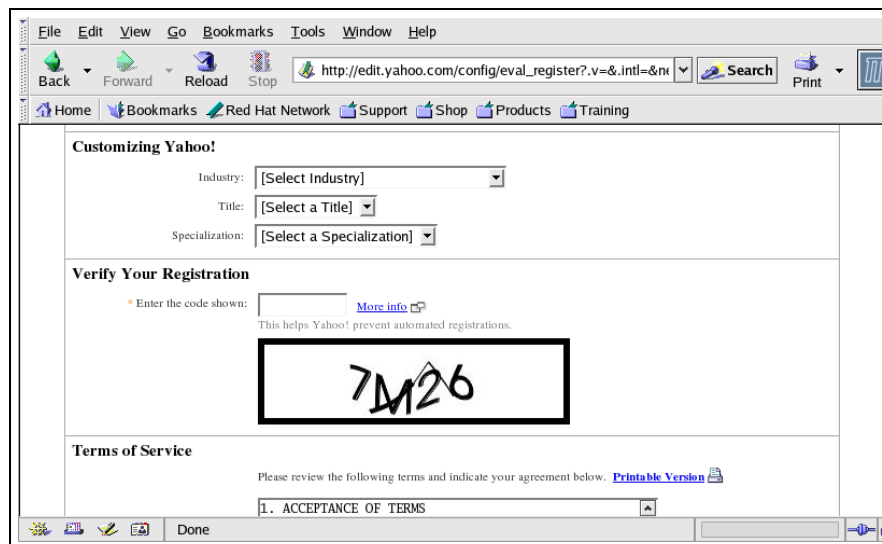 File Edit View Go Bookmarks Tools Window Help
Back Forward Reload Stop http://edit.yahoo.com/config/eval_register?.v=&.intl=&ne Search Print
Home Bookmarks Red Hat Network Support Shop Products Training
Customizing Yahoo!
Industry: [Select Industry]
Title: [Select a Title]
Specialization: [Select a Specialization]
Verify Your Registration
* Enter the code shown: More info
This helps Yahoo! prevent automated registrations.
7M26
Terms of Service
Please review the following terms and indicate your agreement below. Printable Version
1. ACCEPTANCE OF TERMS
Done